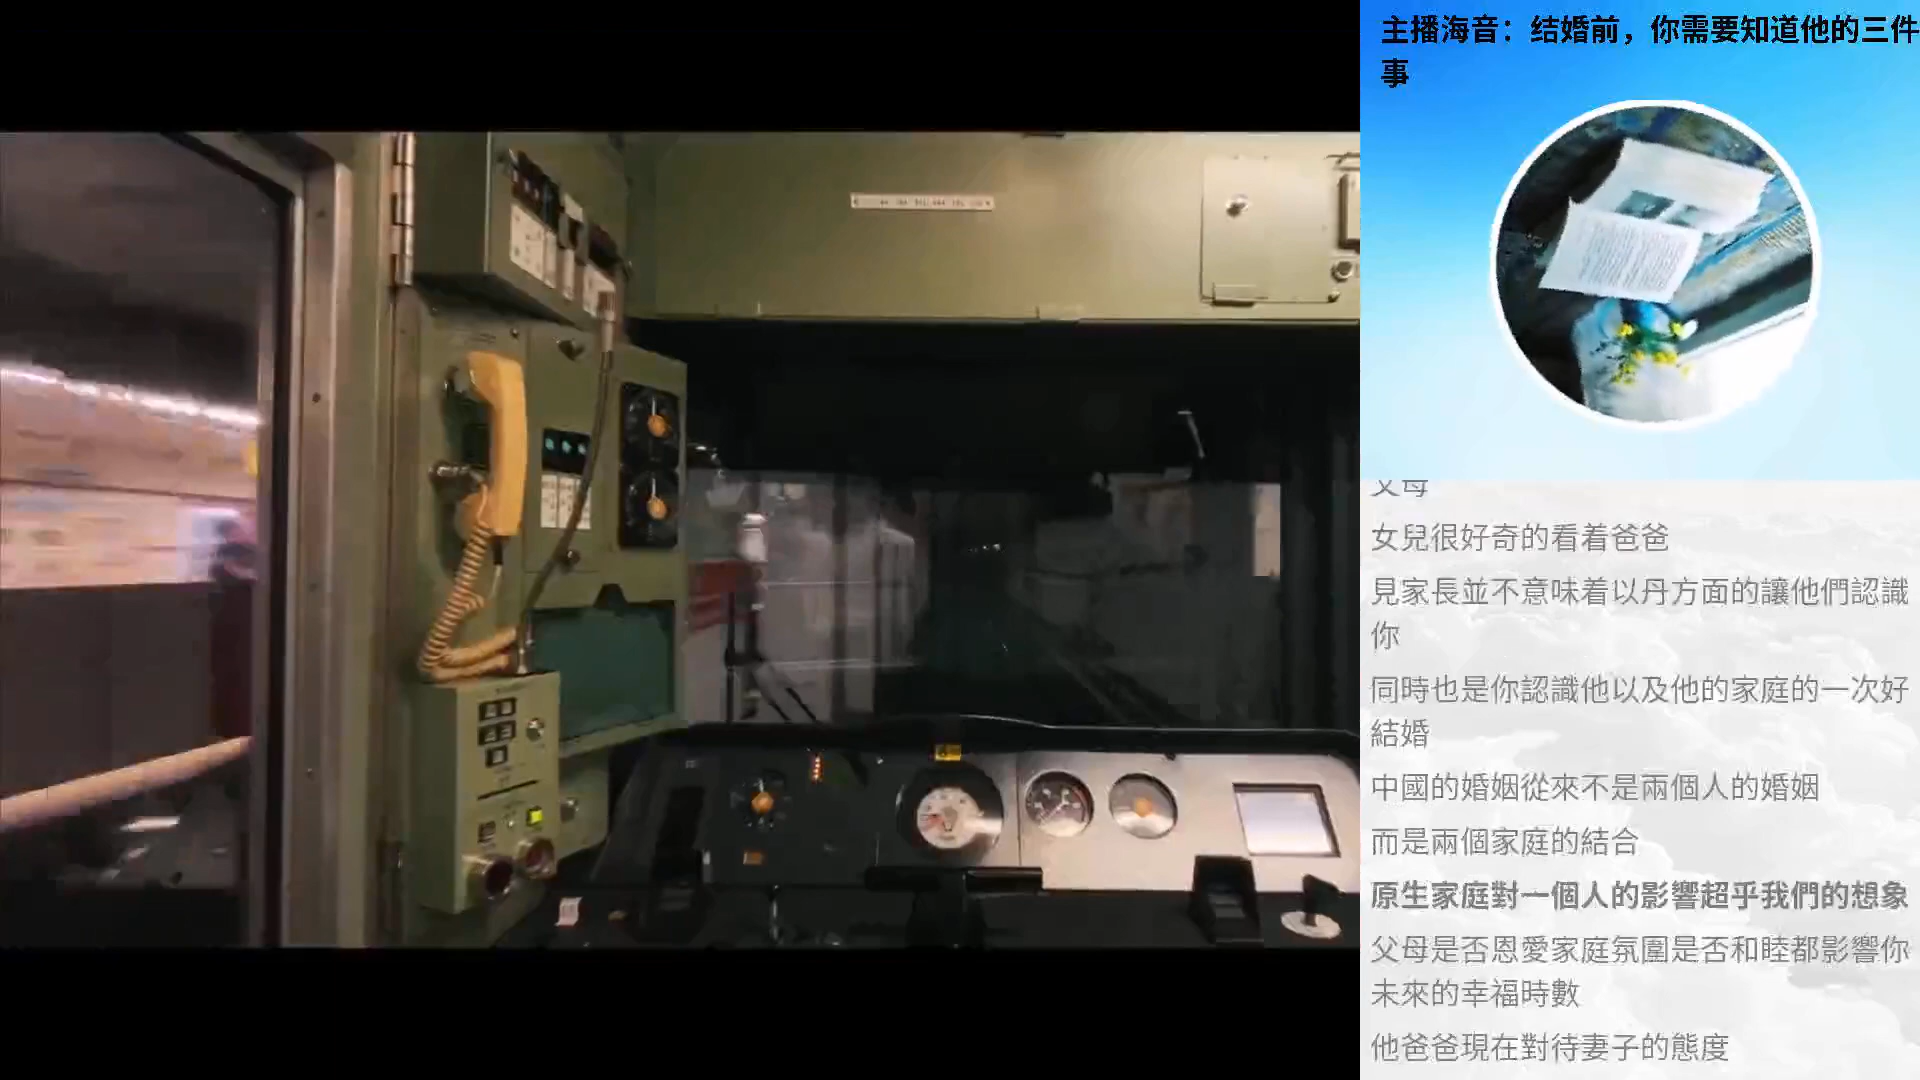 主播海音：结婚前，你需要知道他的三件
事
父母
女兒很好奇的看着爸爸
見家長並不意味着以丹方面的讓他們認識
你
同時也是你認識他以及他的家庭的一次好
結婚
中國的婚姻從來不是兩個人的婚姻
而是兩個家庭的結合
原生家庭對一個人的影響超乎我們的想象
父母是否恩愛家庭氛圍是否和睦都影響你
未來的幸福時數
他爸爸現在對待妻子的態度